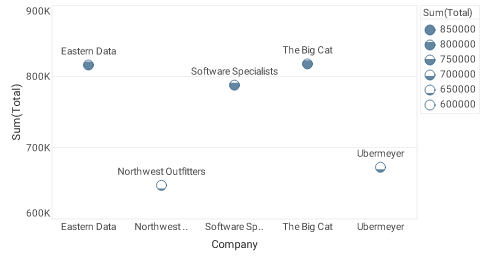 900K
800K
700K
600K
Sum(Total)
Eastern Data
The Big Cat
Software Specialists
Northwest Outfitters
Ubermeyer
Eastern Data
Northwest ..
Software Sp..
The Big Cat
Ubermeyer
Company
Sum(Total)
850000
800000
750000
700000
650000
600000